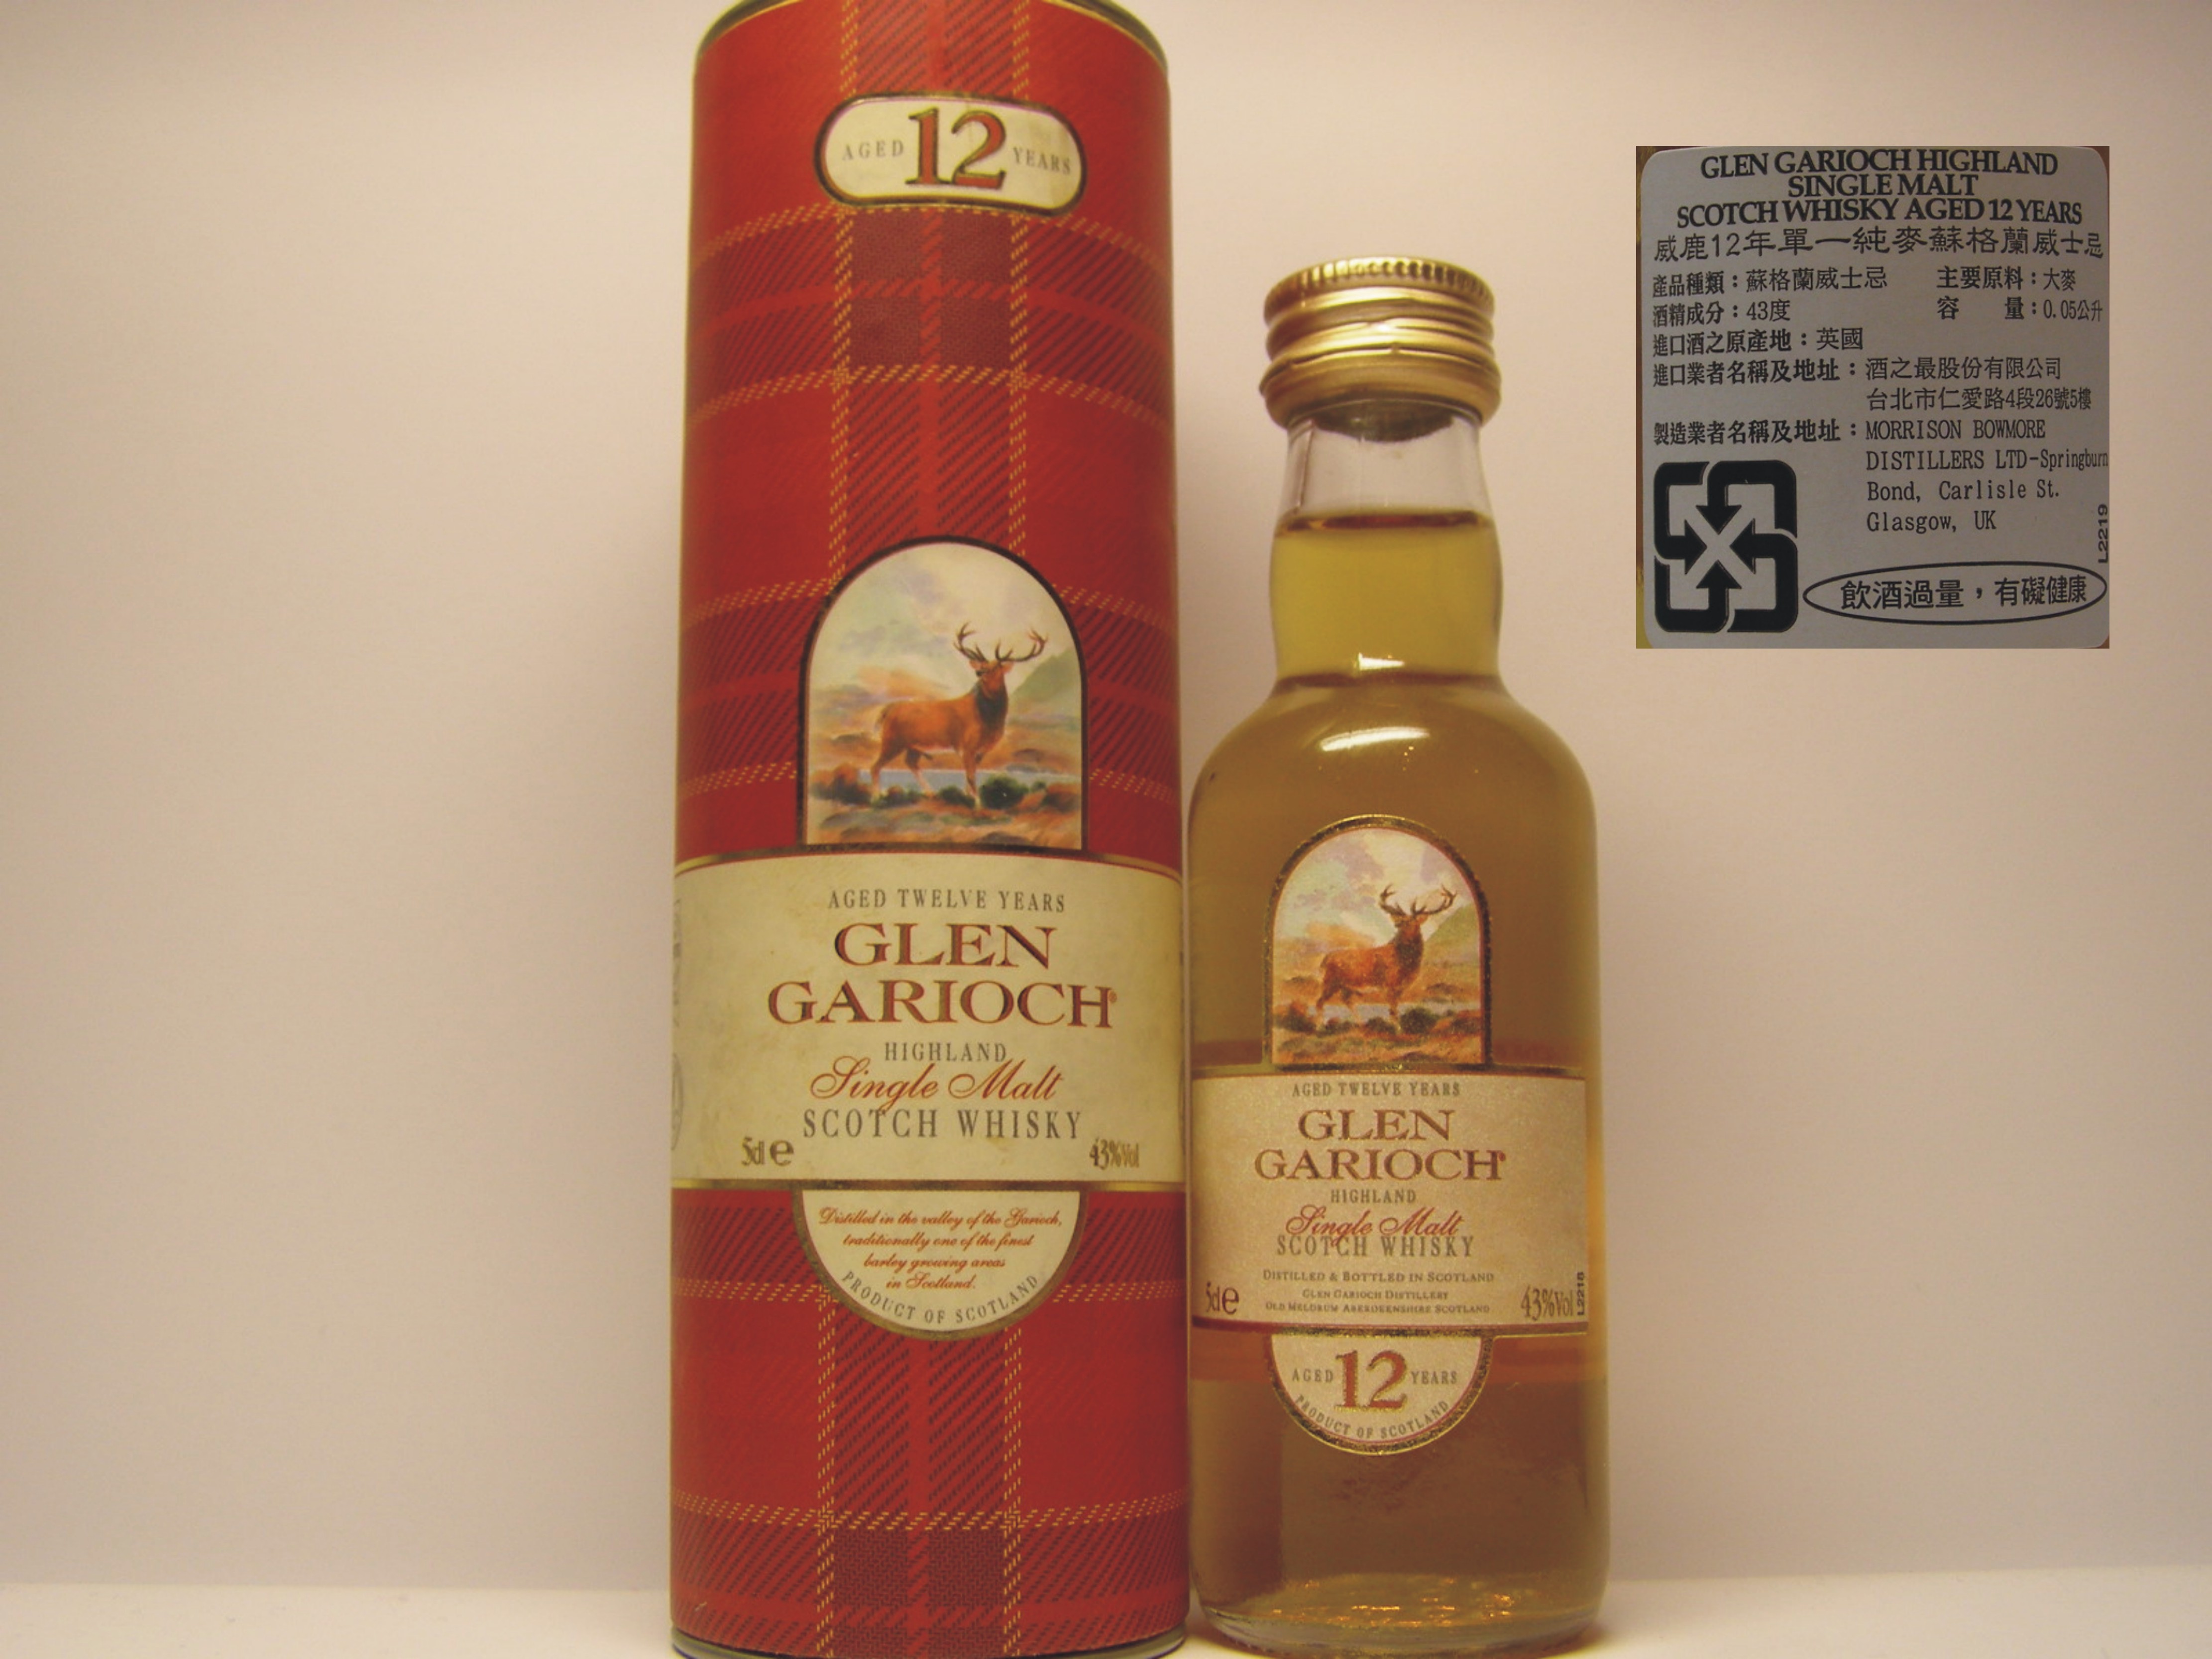 AGED 12 YEARS
AGED TWELVE YEARS
GLEN
GARIOCH®
HIGHLAND
Single Malt
SCOTCH WHISKY
5cl e 43%Vol
Distilled in the valley of the Garioch,
traditionally one of the finest
barley growing areas
in Scotland.
PRODUCT OF SCOTLAND
AGED TWELVE YEARS
GLEN
GARIOCH®
HIGHLAND
Single Malt
SCOTCH WHISKY
DISTILLED & BOTTLED IN SCOTLAND
GLEN GARIOCH DISTILLERY
OLD MELDRUM ABERDEENSHIRE SCOTLAND
5cl e 43%Vol
L2218
AGED 12 YEARS
PRODUCT OF SCOTLAND
GLEN GARIOCH HIGHLAND
SINGLE MALT
SCOTCH WHISKY AGED 12 YEARS
威鹿12年單一純麥蘇格蘭威士忌
產品種類：蘇格蘭威士忌 主要原料：大麥
酒精成分：43度 容 量：0.05公升
進口酒之原產地：英國
進口業者名稱及地址：酒之最股份有限公司
台北市仁愛路4段26號5樓
製造業者名稱及地址：MORRISON BOWMORE
DISTILLERS LTD-Springburn
Bond, Carlisle St.
Glasgow, UK
L2219
飲酒過量，有礙健康